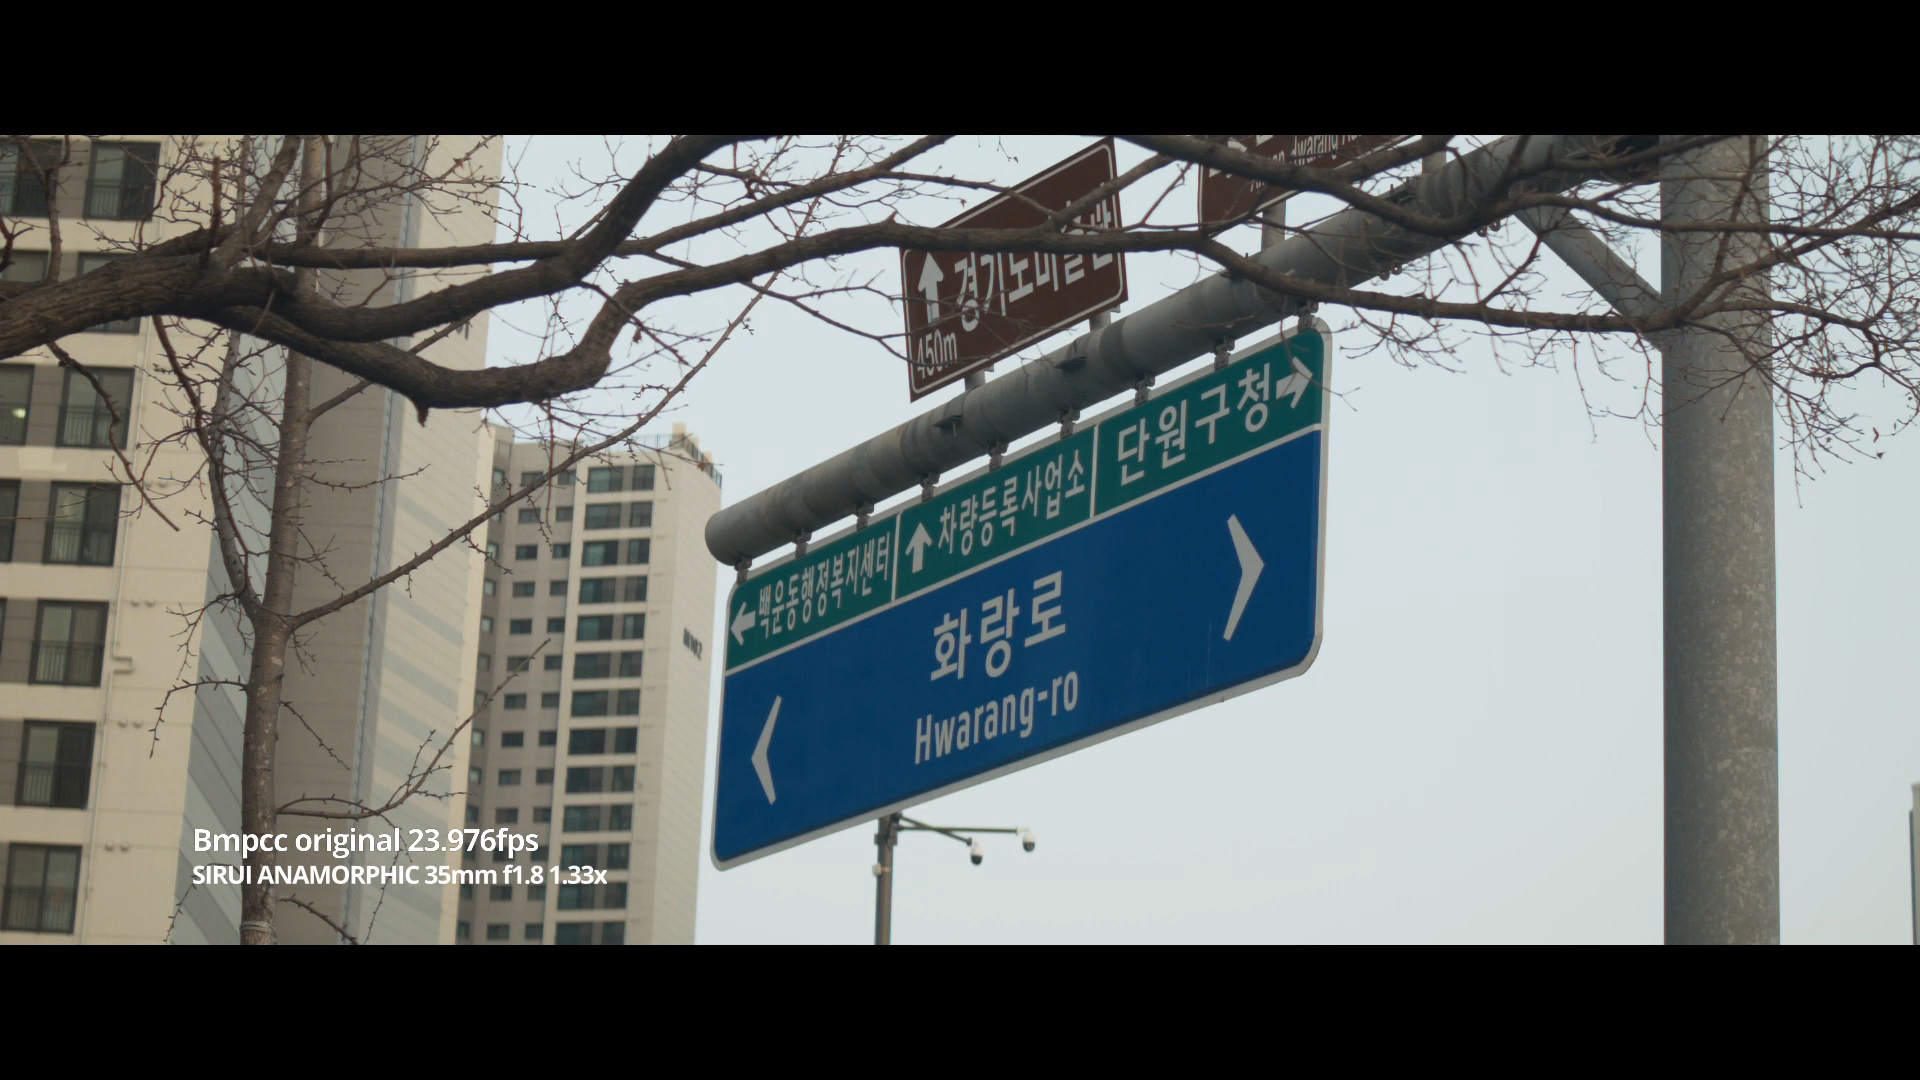 Hwarang
경기도미술관
450m
단원구청
차량등록사업소
백운동행정복지센터
화랑로
Hwarang-ro
Bmpcc original 23.976fps
SIRUI ANAMORPHIC 35mm f1.8 1.33x